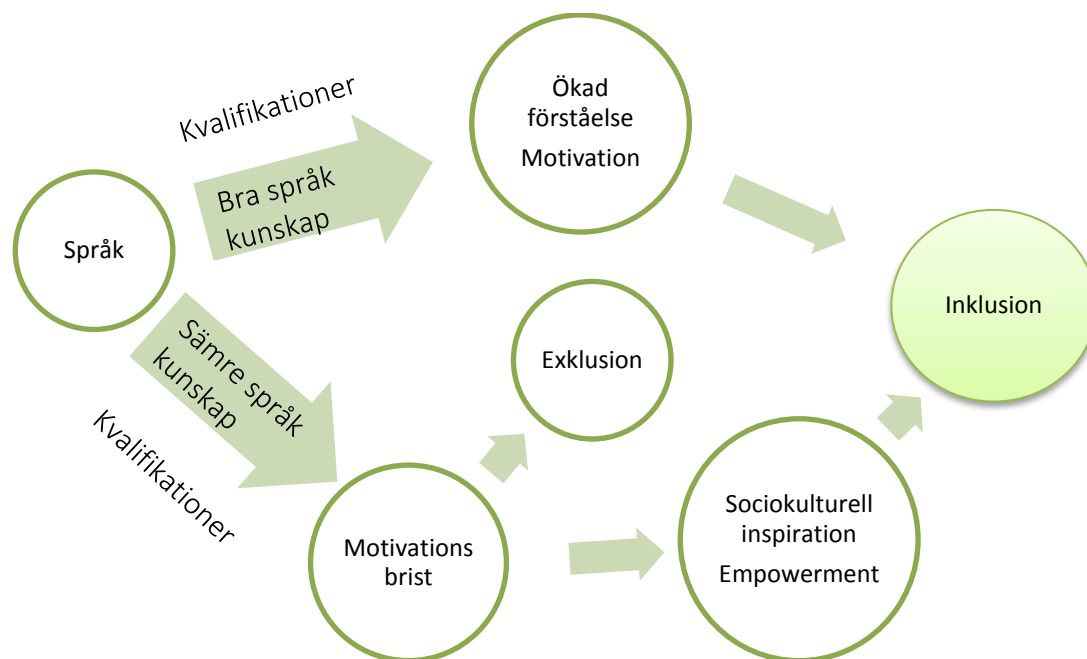 Kvalifikationer
Bra språk
kunskap
Ökad
förståelse
Motivation
Språk
Inklusion
Exklusion
Sämre språk
kunskap
Kvalifikationer
Motivations
brist
Sociokulturell
inspiration
Empowerment